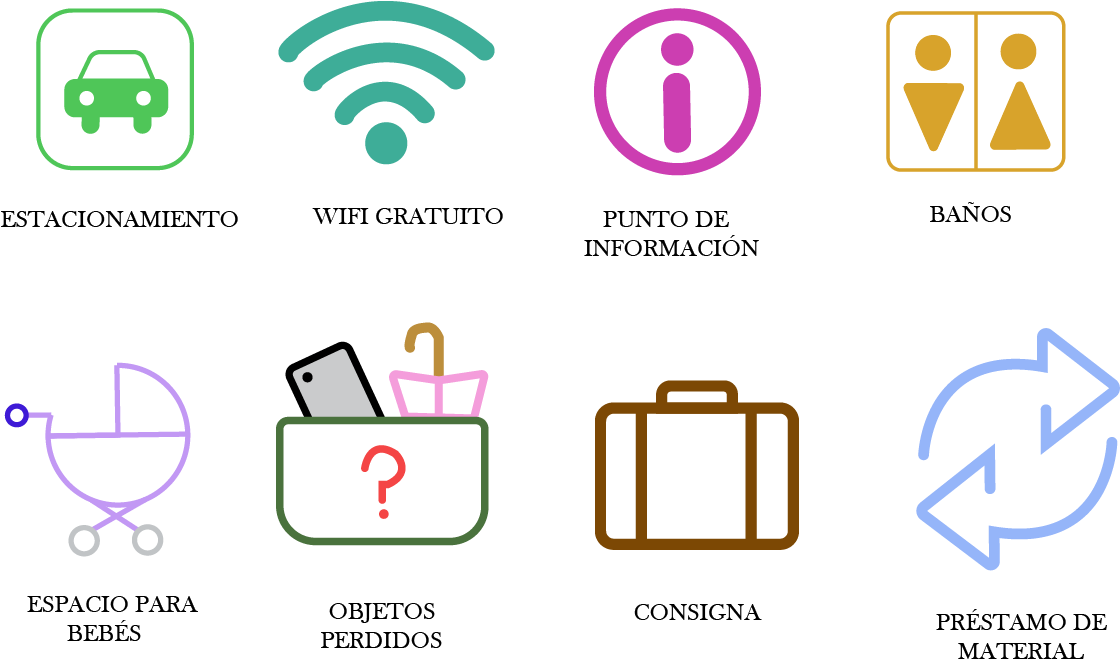 ESTACIONAMIENTO
WIFI GRATUITO
PUNTO DE
INFORMACIÓN
BAÑOS
ESPACIO PARA
BEBÉS
?
OBJETOS
PERDIDOS
CONSIGNA
PRÉSTAMO DE
MATERIAL